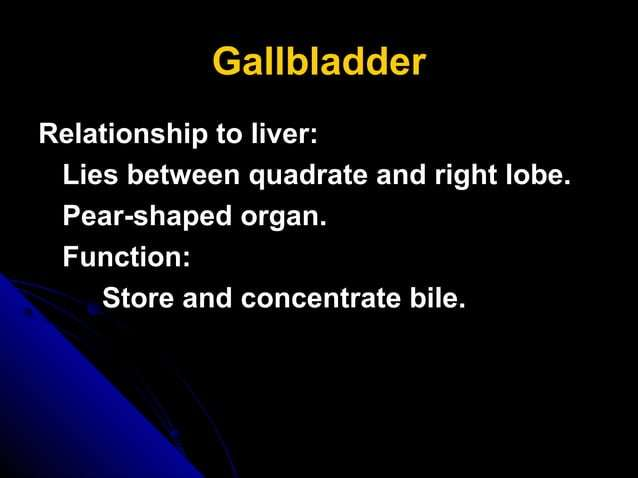 Gallbladder
Relationship to liver:
Lies between quadrate and right lobe.
Pear-shaped organ.
Function:
Store and concentrate bile.